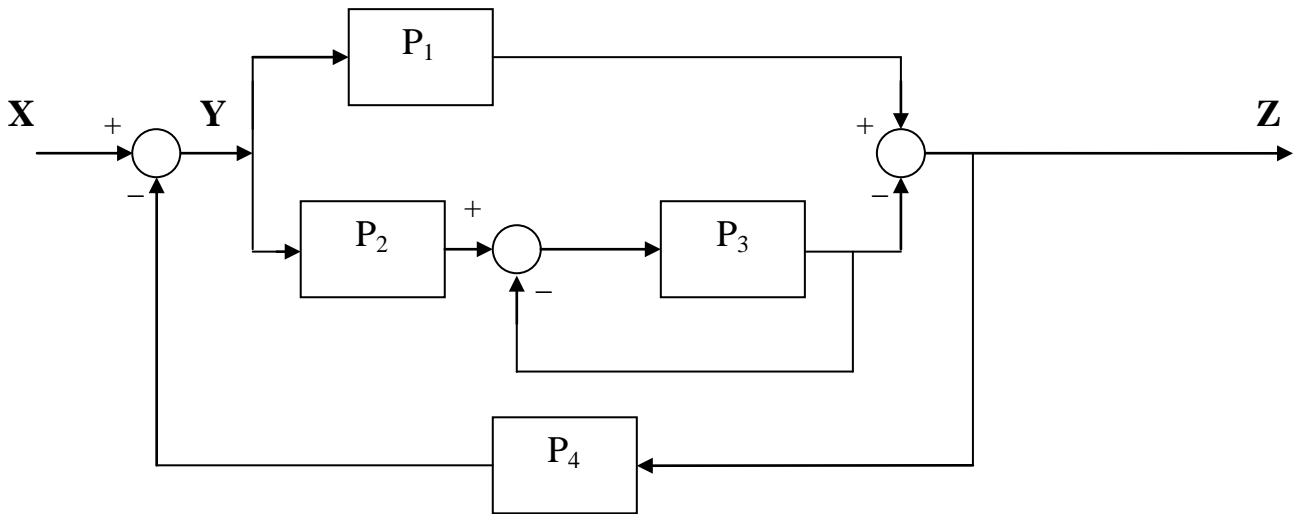 P₁
X
+
Y
+
Z
−
−
P₂
+
P₃
−
P₄